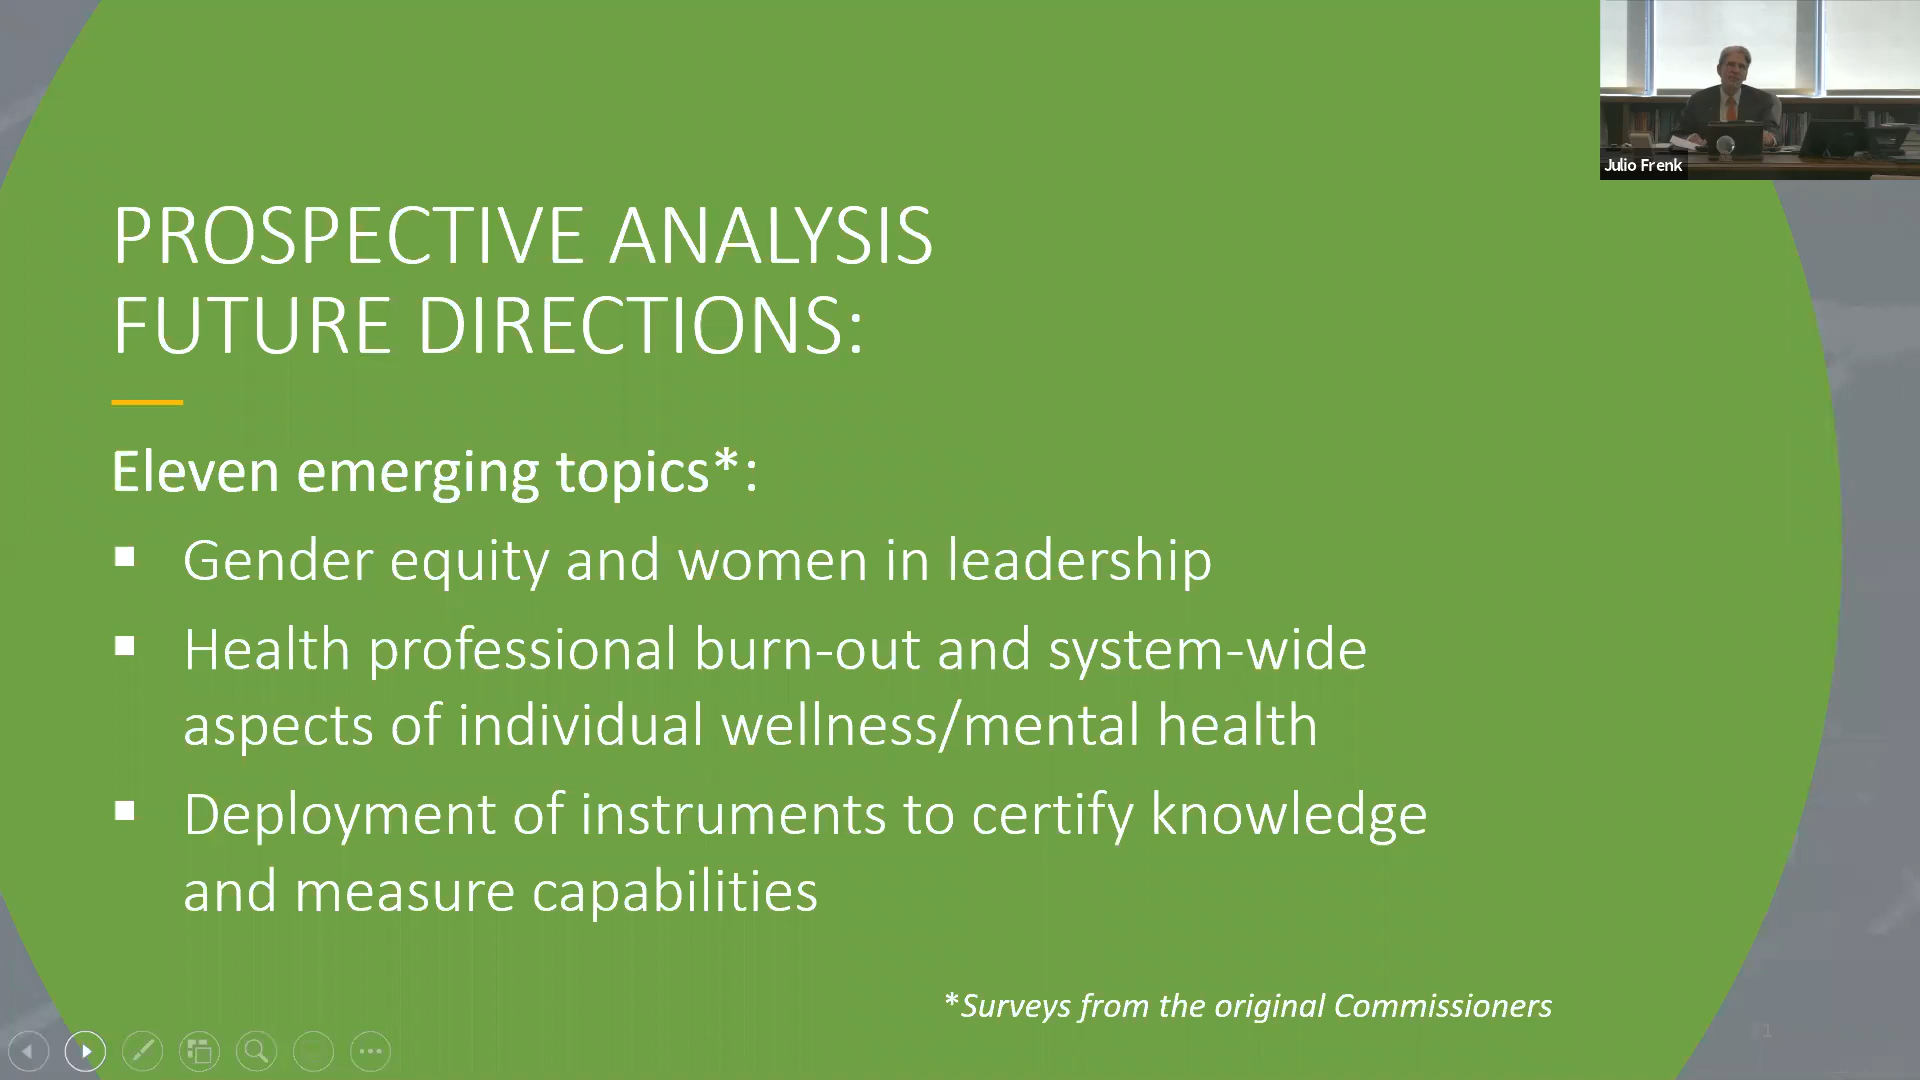 Julio Frenk
PROSPECTIVE ANALYSIS
FUTURE DIRECTIONS:
Eleven emerging topics*:
▪ Gender equity and women in leadership
▪ Health professional burn-out and system-wide
aspects of individual wellness/mental health
▪ Deployment of instruments to certify knowledge
and measure capabilities
*Surveys from the original Commissioners